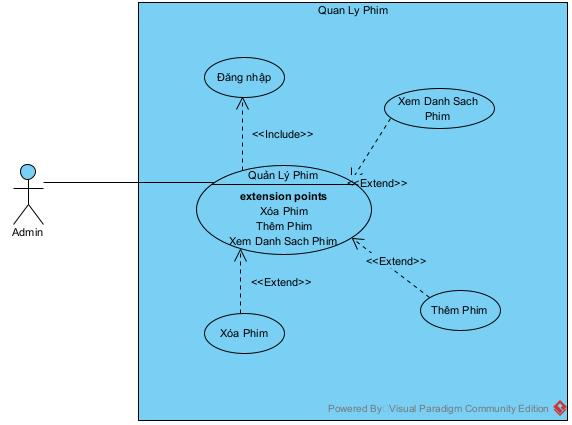 Quan Ly Phim
Đăng nhập
Xem Danh Sach
Phim
<<Include>>
Quản Lý Phim
<<Extend>>
extension points
Xóa Phim
Thêm Phim
Xem Danh Sach Phim
Admin
<<Extend>>
<<Extend>>
Thêm Phim
Xóa Phim
Powered By: Visual Paradigm Community Edition